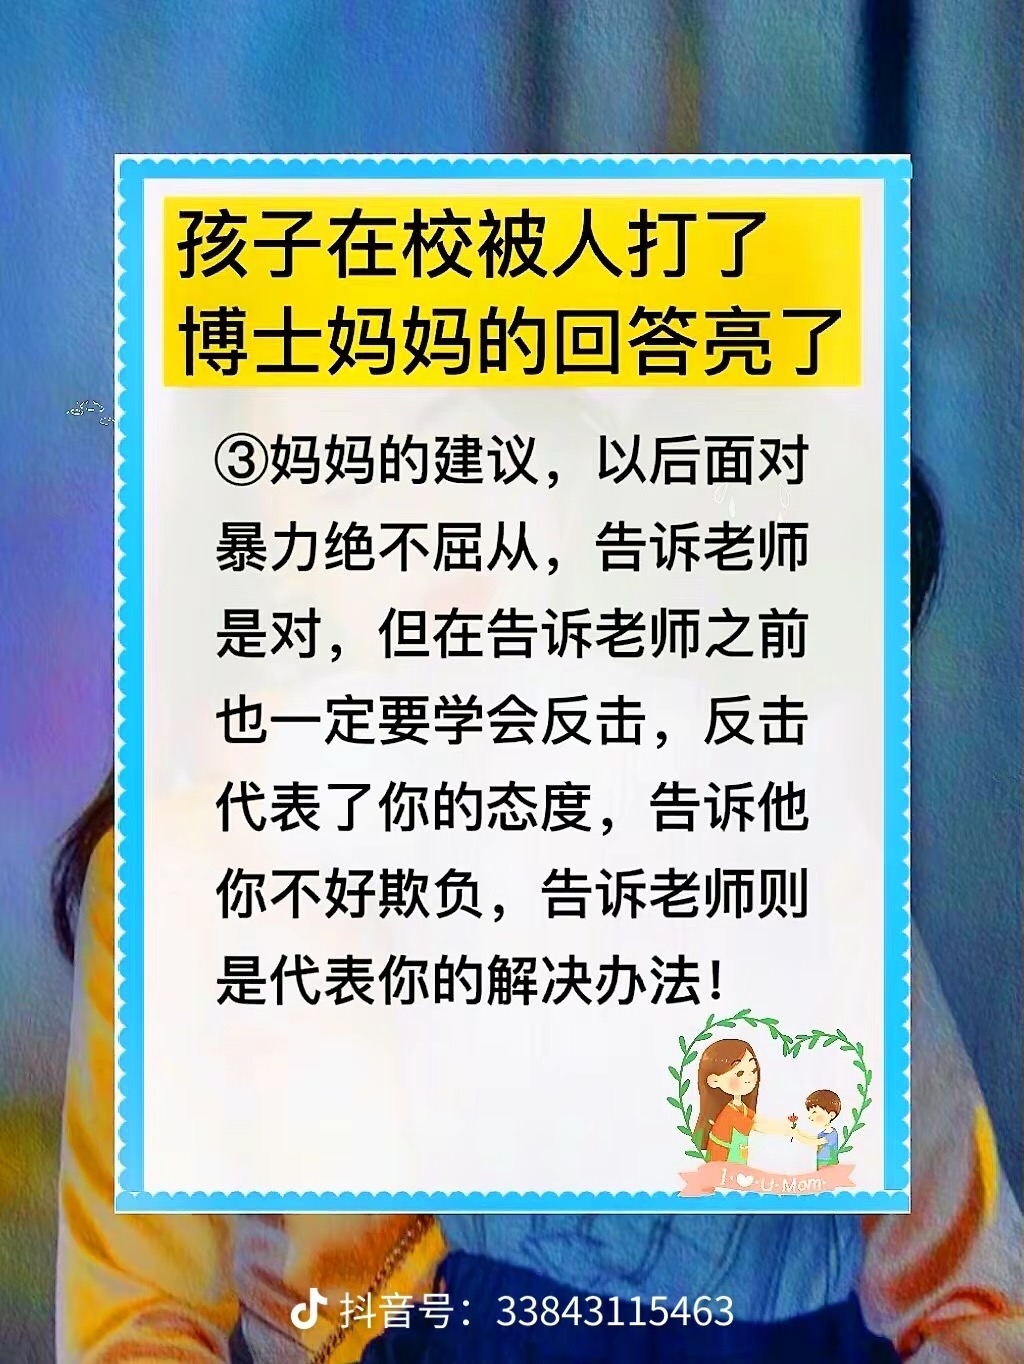 孩子在校被人打了
博士妈妈的回答亮了
③妈妈的建议，以后面对
暴力绝不屈从，告诉老师
是对，但在告诉老师之前
也一定要学会反击，反击
代表了你的态度，告诉他
你不好欺负，告诉老师则
是代表你的解决办法！
I❤·U·Mom·
抖音号：33843115463